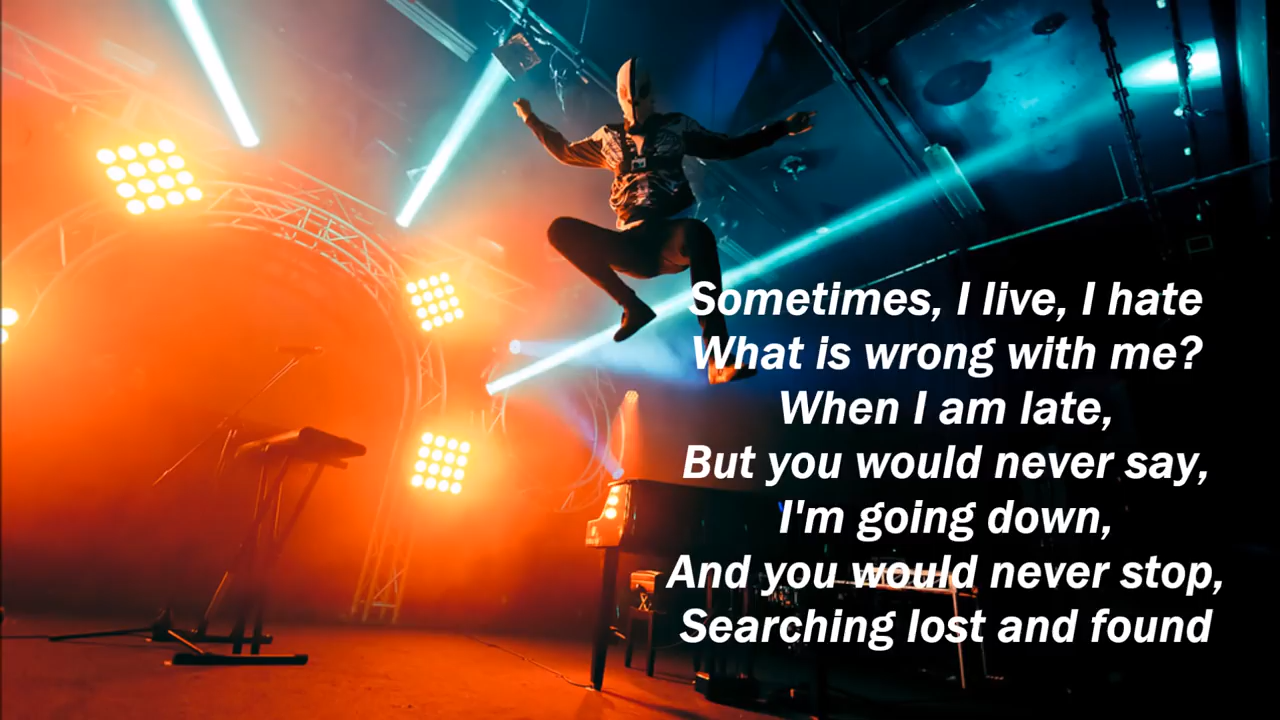 Sometimes, I live, I hate
What is wrong with me?
When I am late,
But you would never say,
I'm going down,
And you would never stop,
Searching lost and found